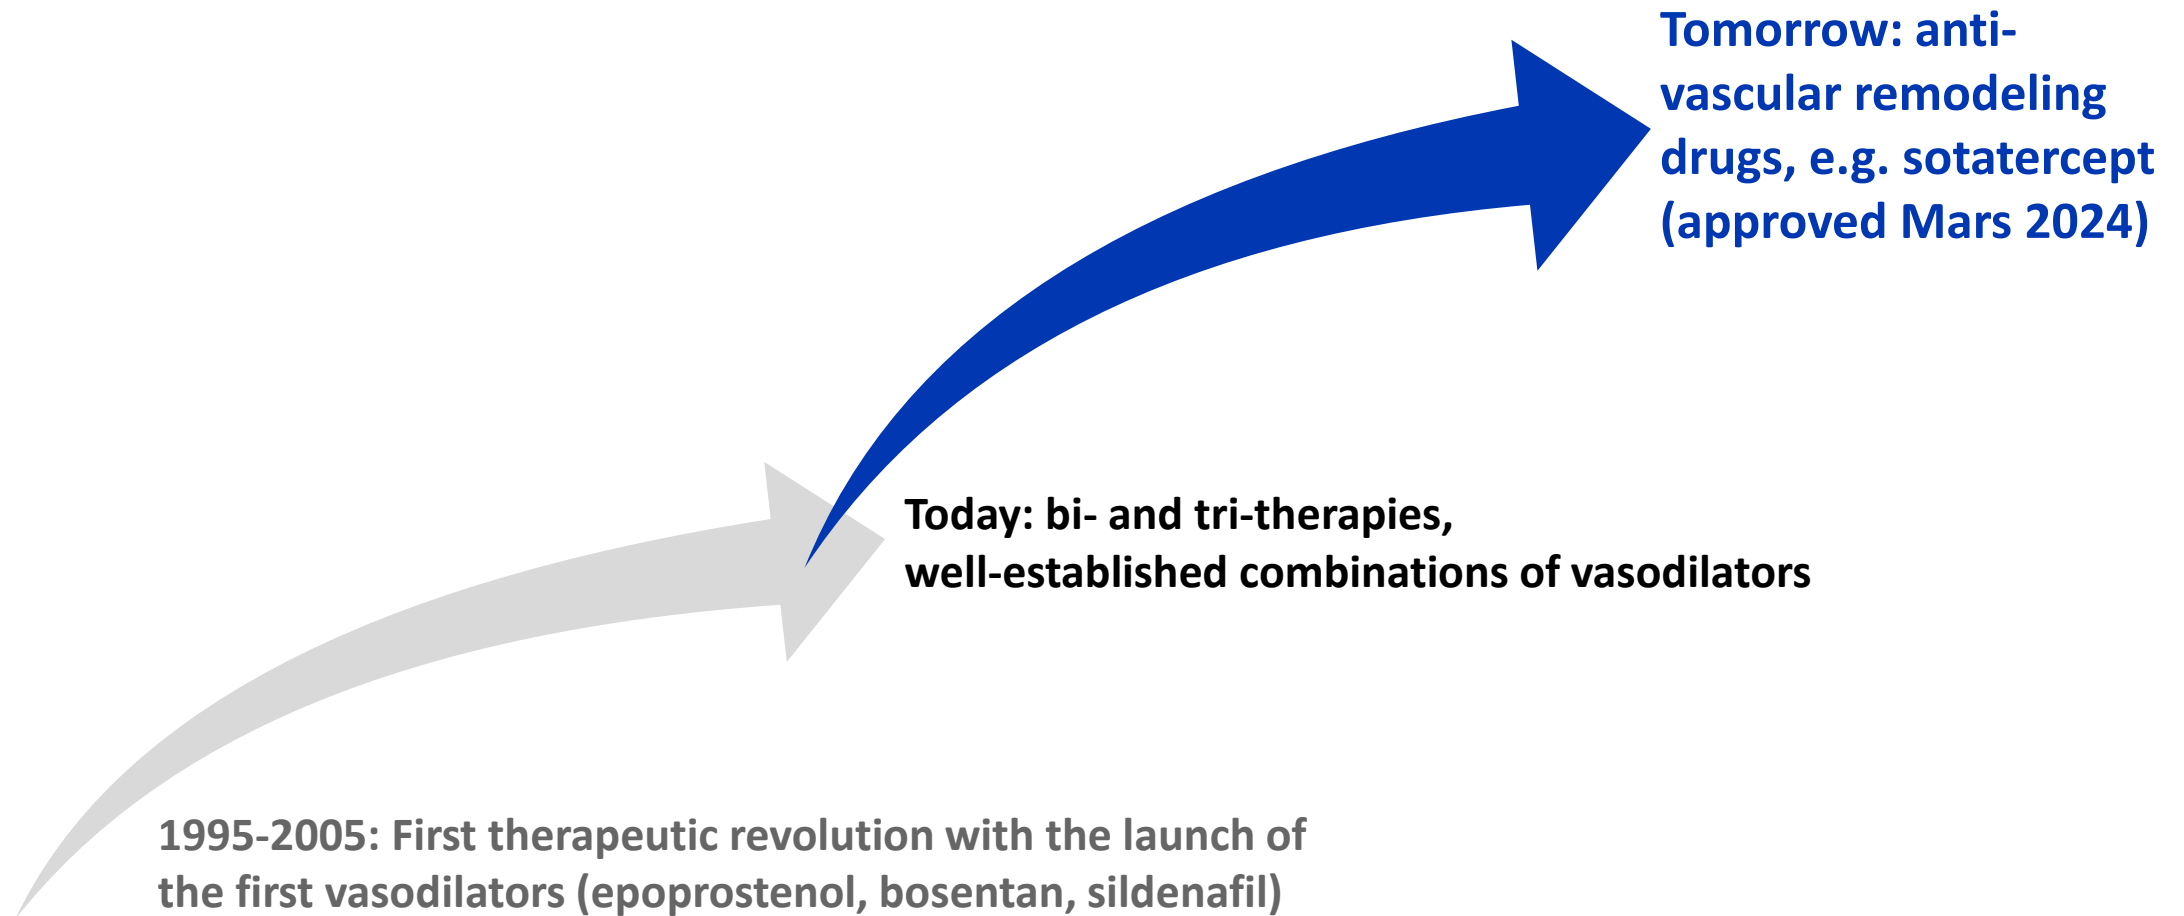 Tomorrow: anti-
vascular remodeling
drugs, e.g. sotatercept
(approved Mars 2024)
Today: bi- and tri-therapies,
well-established combinations of vasodilators
1995-2005: First therapeutic revolution with the launch of
the first vasodilators (epoprostenol, bosentan, sildenafil)